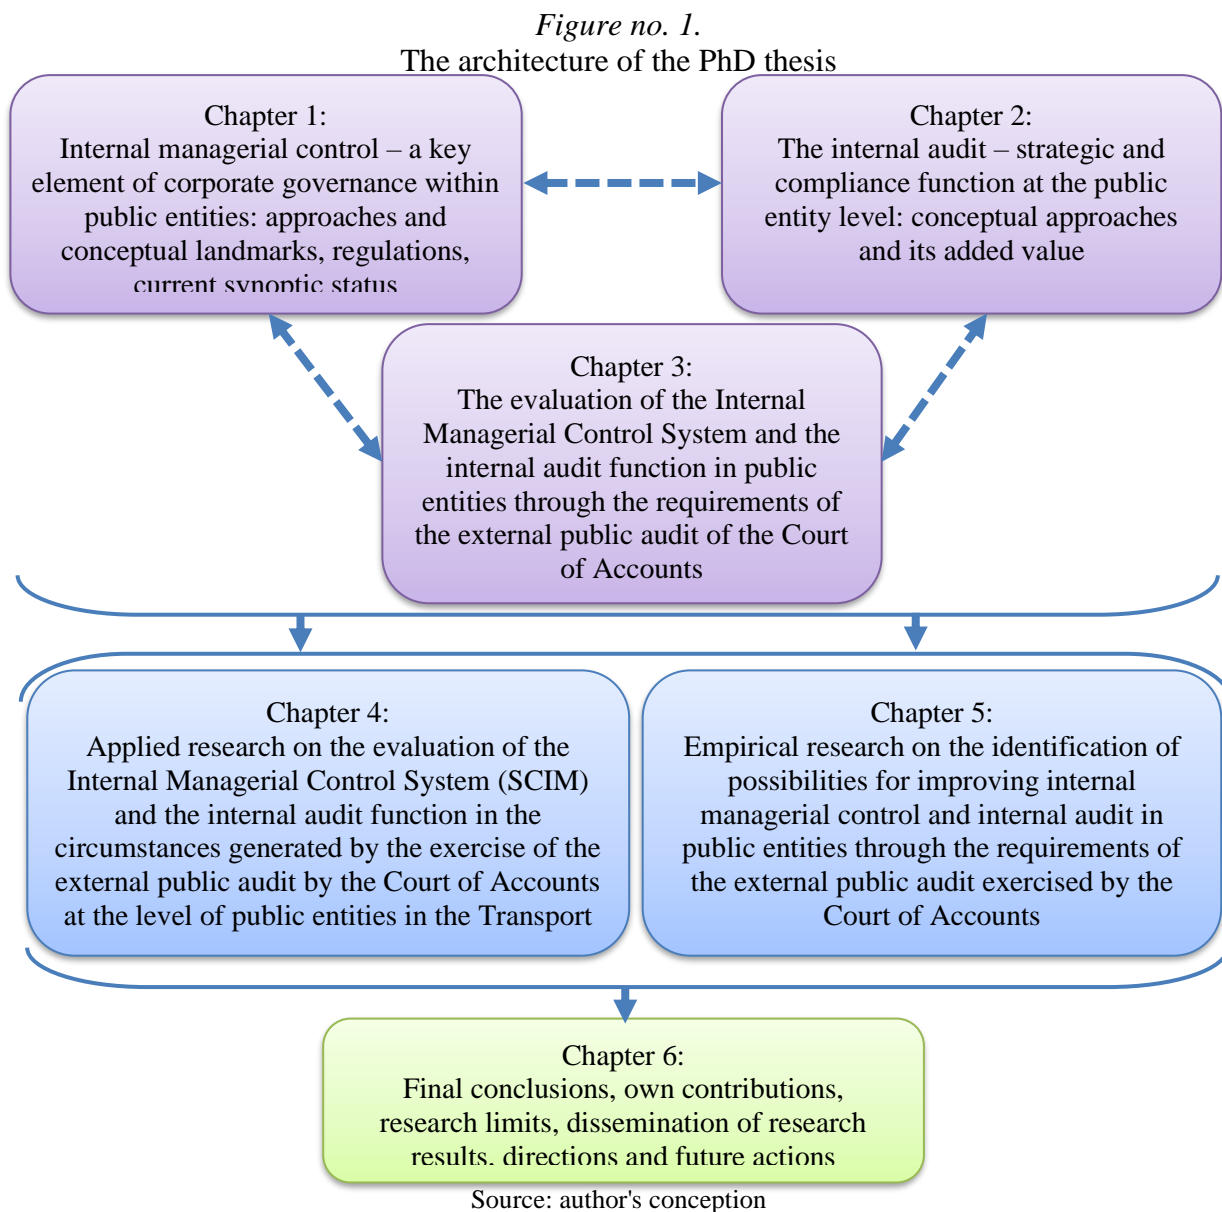 Figure no. 1.
The architecture of the PhD thesis
Chapter 1:
Internal managerial control – a key
element of corporate governance within
public entities: approaches and
conceptual landmarks, regulations,
current synoptic status
Chapter 2:
The internal audit – strategic and
compliance function at the public
entity level: conceptual approaches
and its added value
Chapter 3:
The evaluation of the Internal
Managerial Control System and the
internal audit function in public
entities through the requirements of
the external public audit of the Court
of Accounts
Chapter 4:
Applied research on the evaluation of the
Internal Managerial Control System (SCIM)
and the internal audit function in the
circumstances generated by the exercise of the
external public audit by the Court of Accounts
at the level of public entities in the Transport
Chapter 5:
Empirical research on the identification of
possibilities for improving internal
managerial control and internal audit in
public entities through the requirements of
the external public audit exercised by the
Court of Accounts
Chapter 6:
Final conclusions, own contributions,
research limits, dissemination of research
results, directions and future actions
Source: author's conception